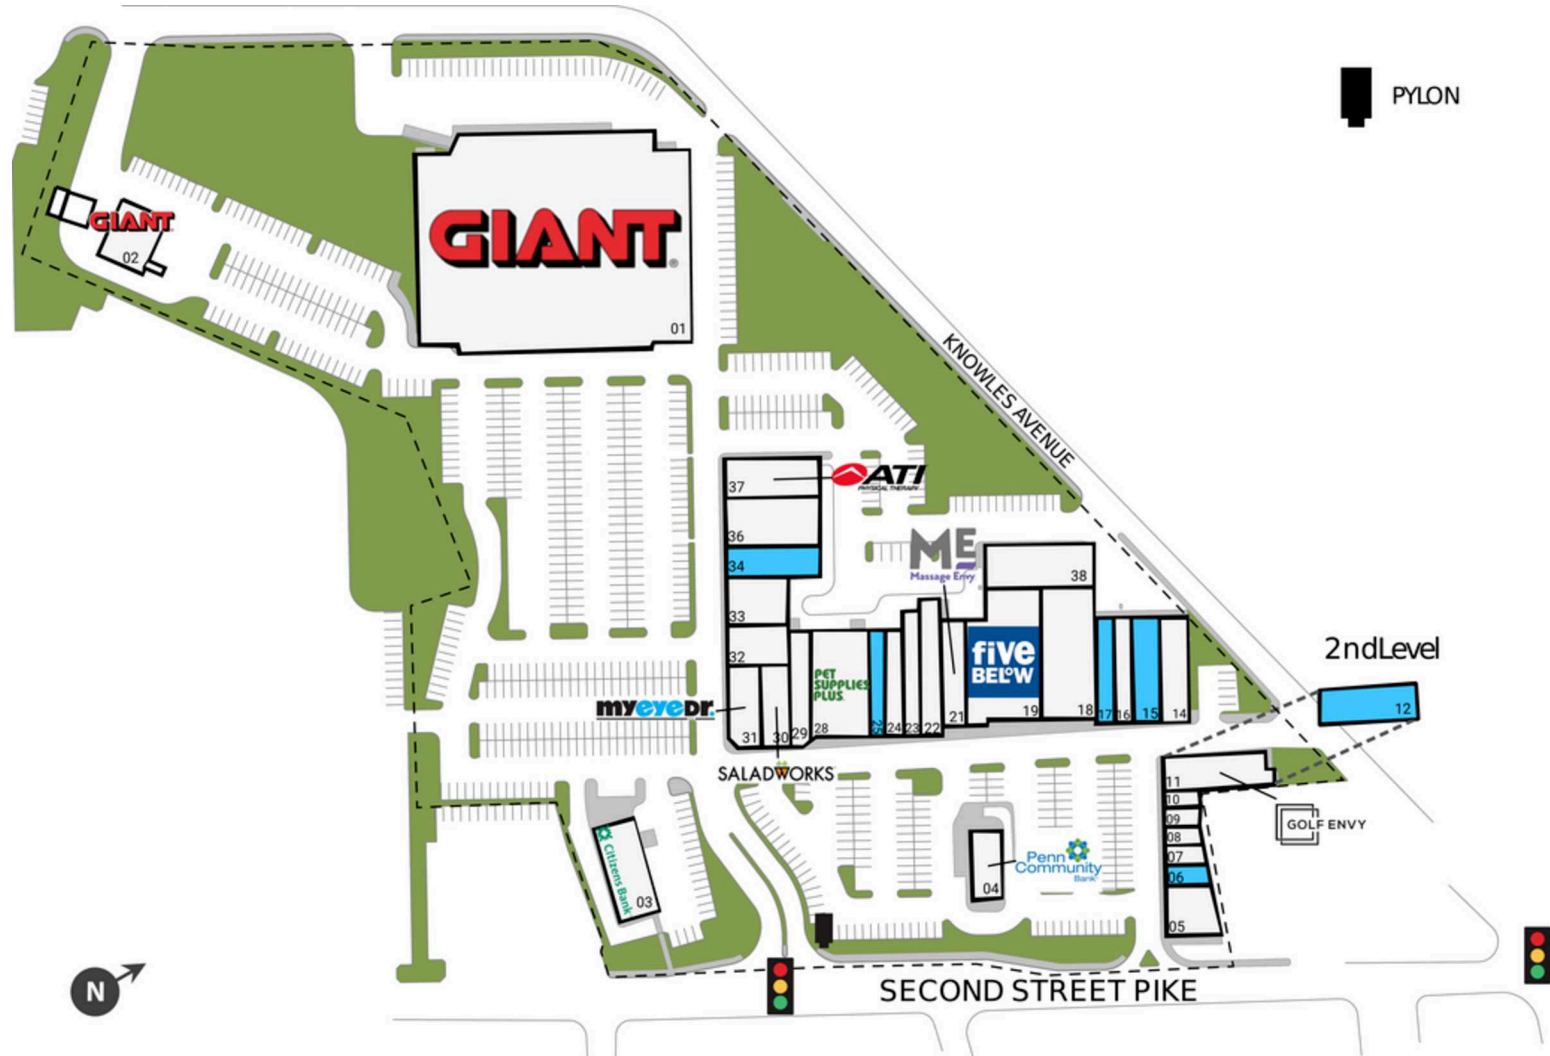 PYLON
GIANT
02
GIANT
01
KNOWLES AVENUE
37
ATI
PHYSICAL THERAPY
36
34
ME
Massage Envy
38
33
32
PET
SUPPLIES
PLUS
five
BELOW
2ndLevel
12
myeyeDr.
31
30
29
28
25
24
23
22
21
19
18
17
16
15
14
SALADWORKS
11
10
09
08
07
06
05
GOLF ENVY
Citizens Bank
03
04
Penn
Community
Bank
N
SECOND STREET PIKE